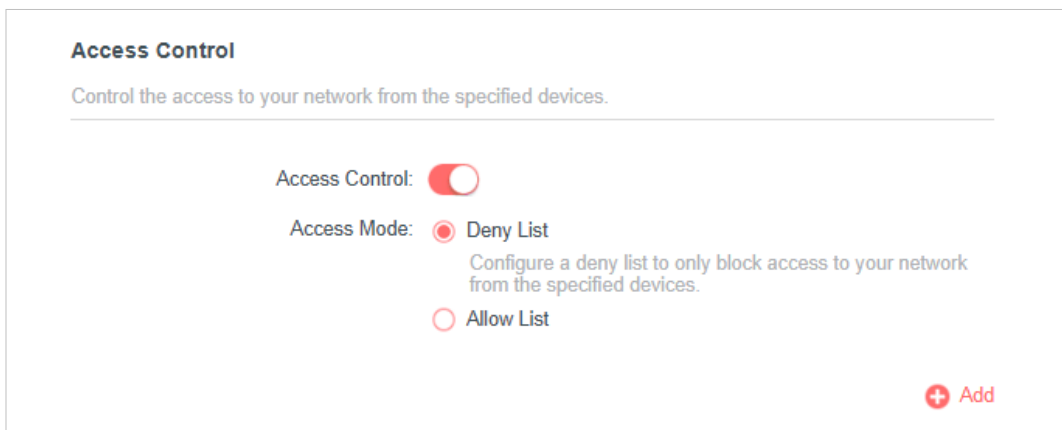 Access Control
Control the access to your network from the specified devices.
Access Control:
Access Mode: Deny List
Configure a deny list to only block access to your network
from the specified devices.
Allow List
Add